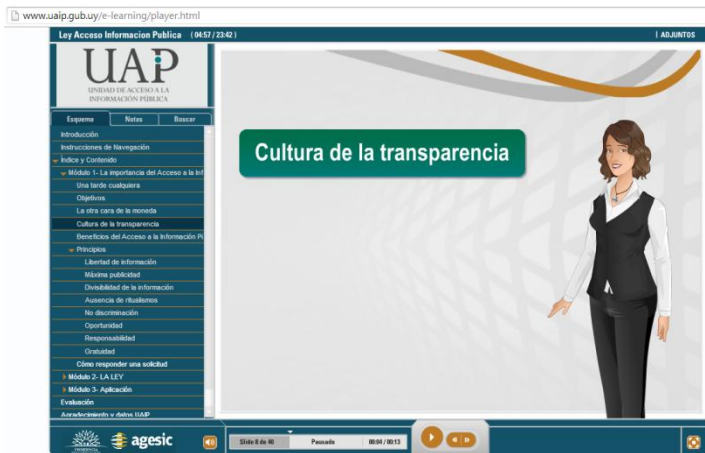 www.uaip.gub.uy/e-learning/player.html
Ley Acceso Informacion Publica (04:57 / 23:42)
| ADJUNTOS
UAIP
UNIDAD DE ACCESO A LA
INFORMACIÓN PÚBLICA
Esquema Notas Buscar
Introducción
Instrucciones de Navegación
Índice y Contenido
Módulo 1- La importancia del Acceso a la Inf
Una tarde cualquiera
Objetivos
La otra cara de la moneda
Cultura de la transparencia
Beneficios del Acceso a la Información Pú
Principios
Libertad de información
Máxima publicidad
Divisibilidad de la información
Ausencia de ritualismos
No discriminación
Oportunidad
Responsabilidad
Gratuidad
Cómo responder una solicitud
Módulo 2- LA LEY
Módulo 3- Aplicación
Evaluación
Agradecimiento y datos UAIP
Cultura de la transparencia
agesic
Slide 8 de 40 Pausado 00:04 / 00:13